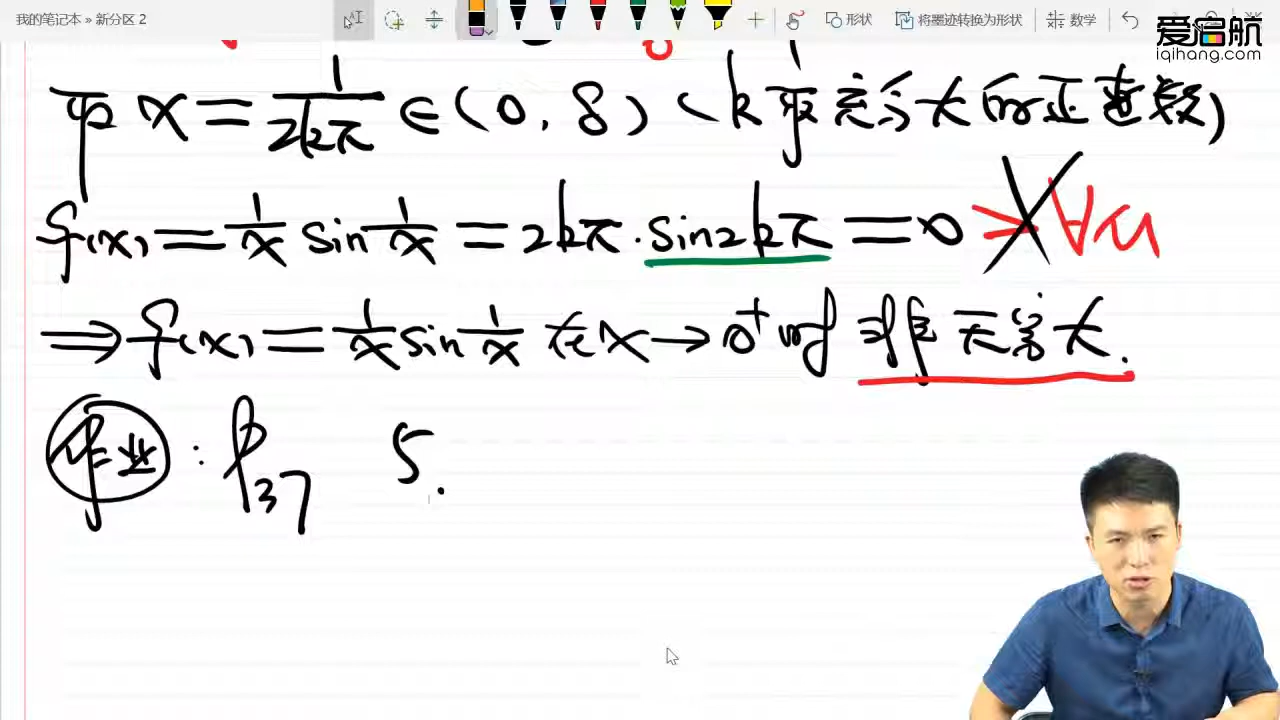 我的笔记本 » 新分区 2
形状 将墨迹转换为形状 数学
爱启航
iqihang.com
取 x = 1/(2kπ) ∈ (0, δ) (k取充分大的正整数)
f(x) = 1/x sin 1/x = 2kπ · sin2kπ = 0 > ∀M
⇒ f(x) = 1/x sin 1/x 在 x → 0⁺ 时 非无穷大.
作业 : P37 5.